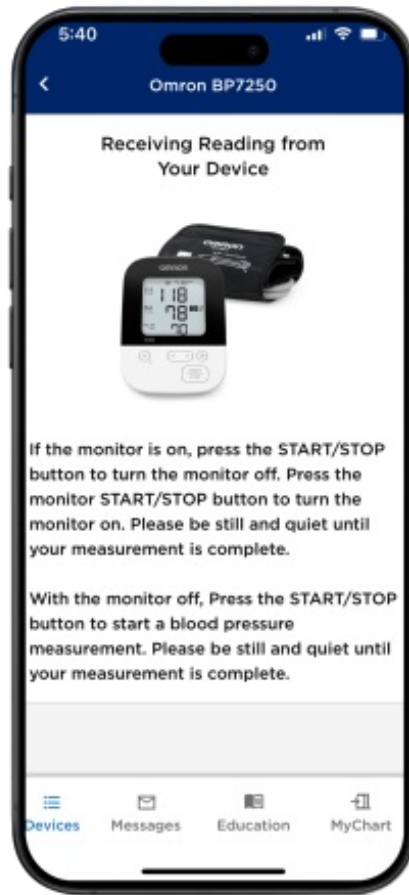 5:40
Omron BP7250
Receiving Reading from
Your Device
OMRON
OMRON
118
78
70
If the monitor is on, press the START/STOP
button to turn the monitor off. Press the
monitor START/STOP button to turn the
monitor on. Please be still and quiet until
your measurement is complete.
With the monitor off, Press the START/STOP
button to start a blood pressure
measurement. Please be still and quiet until
your measurement is complete.
Devices Messages Education MyChart